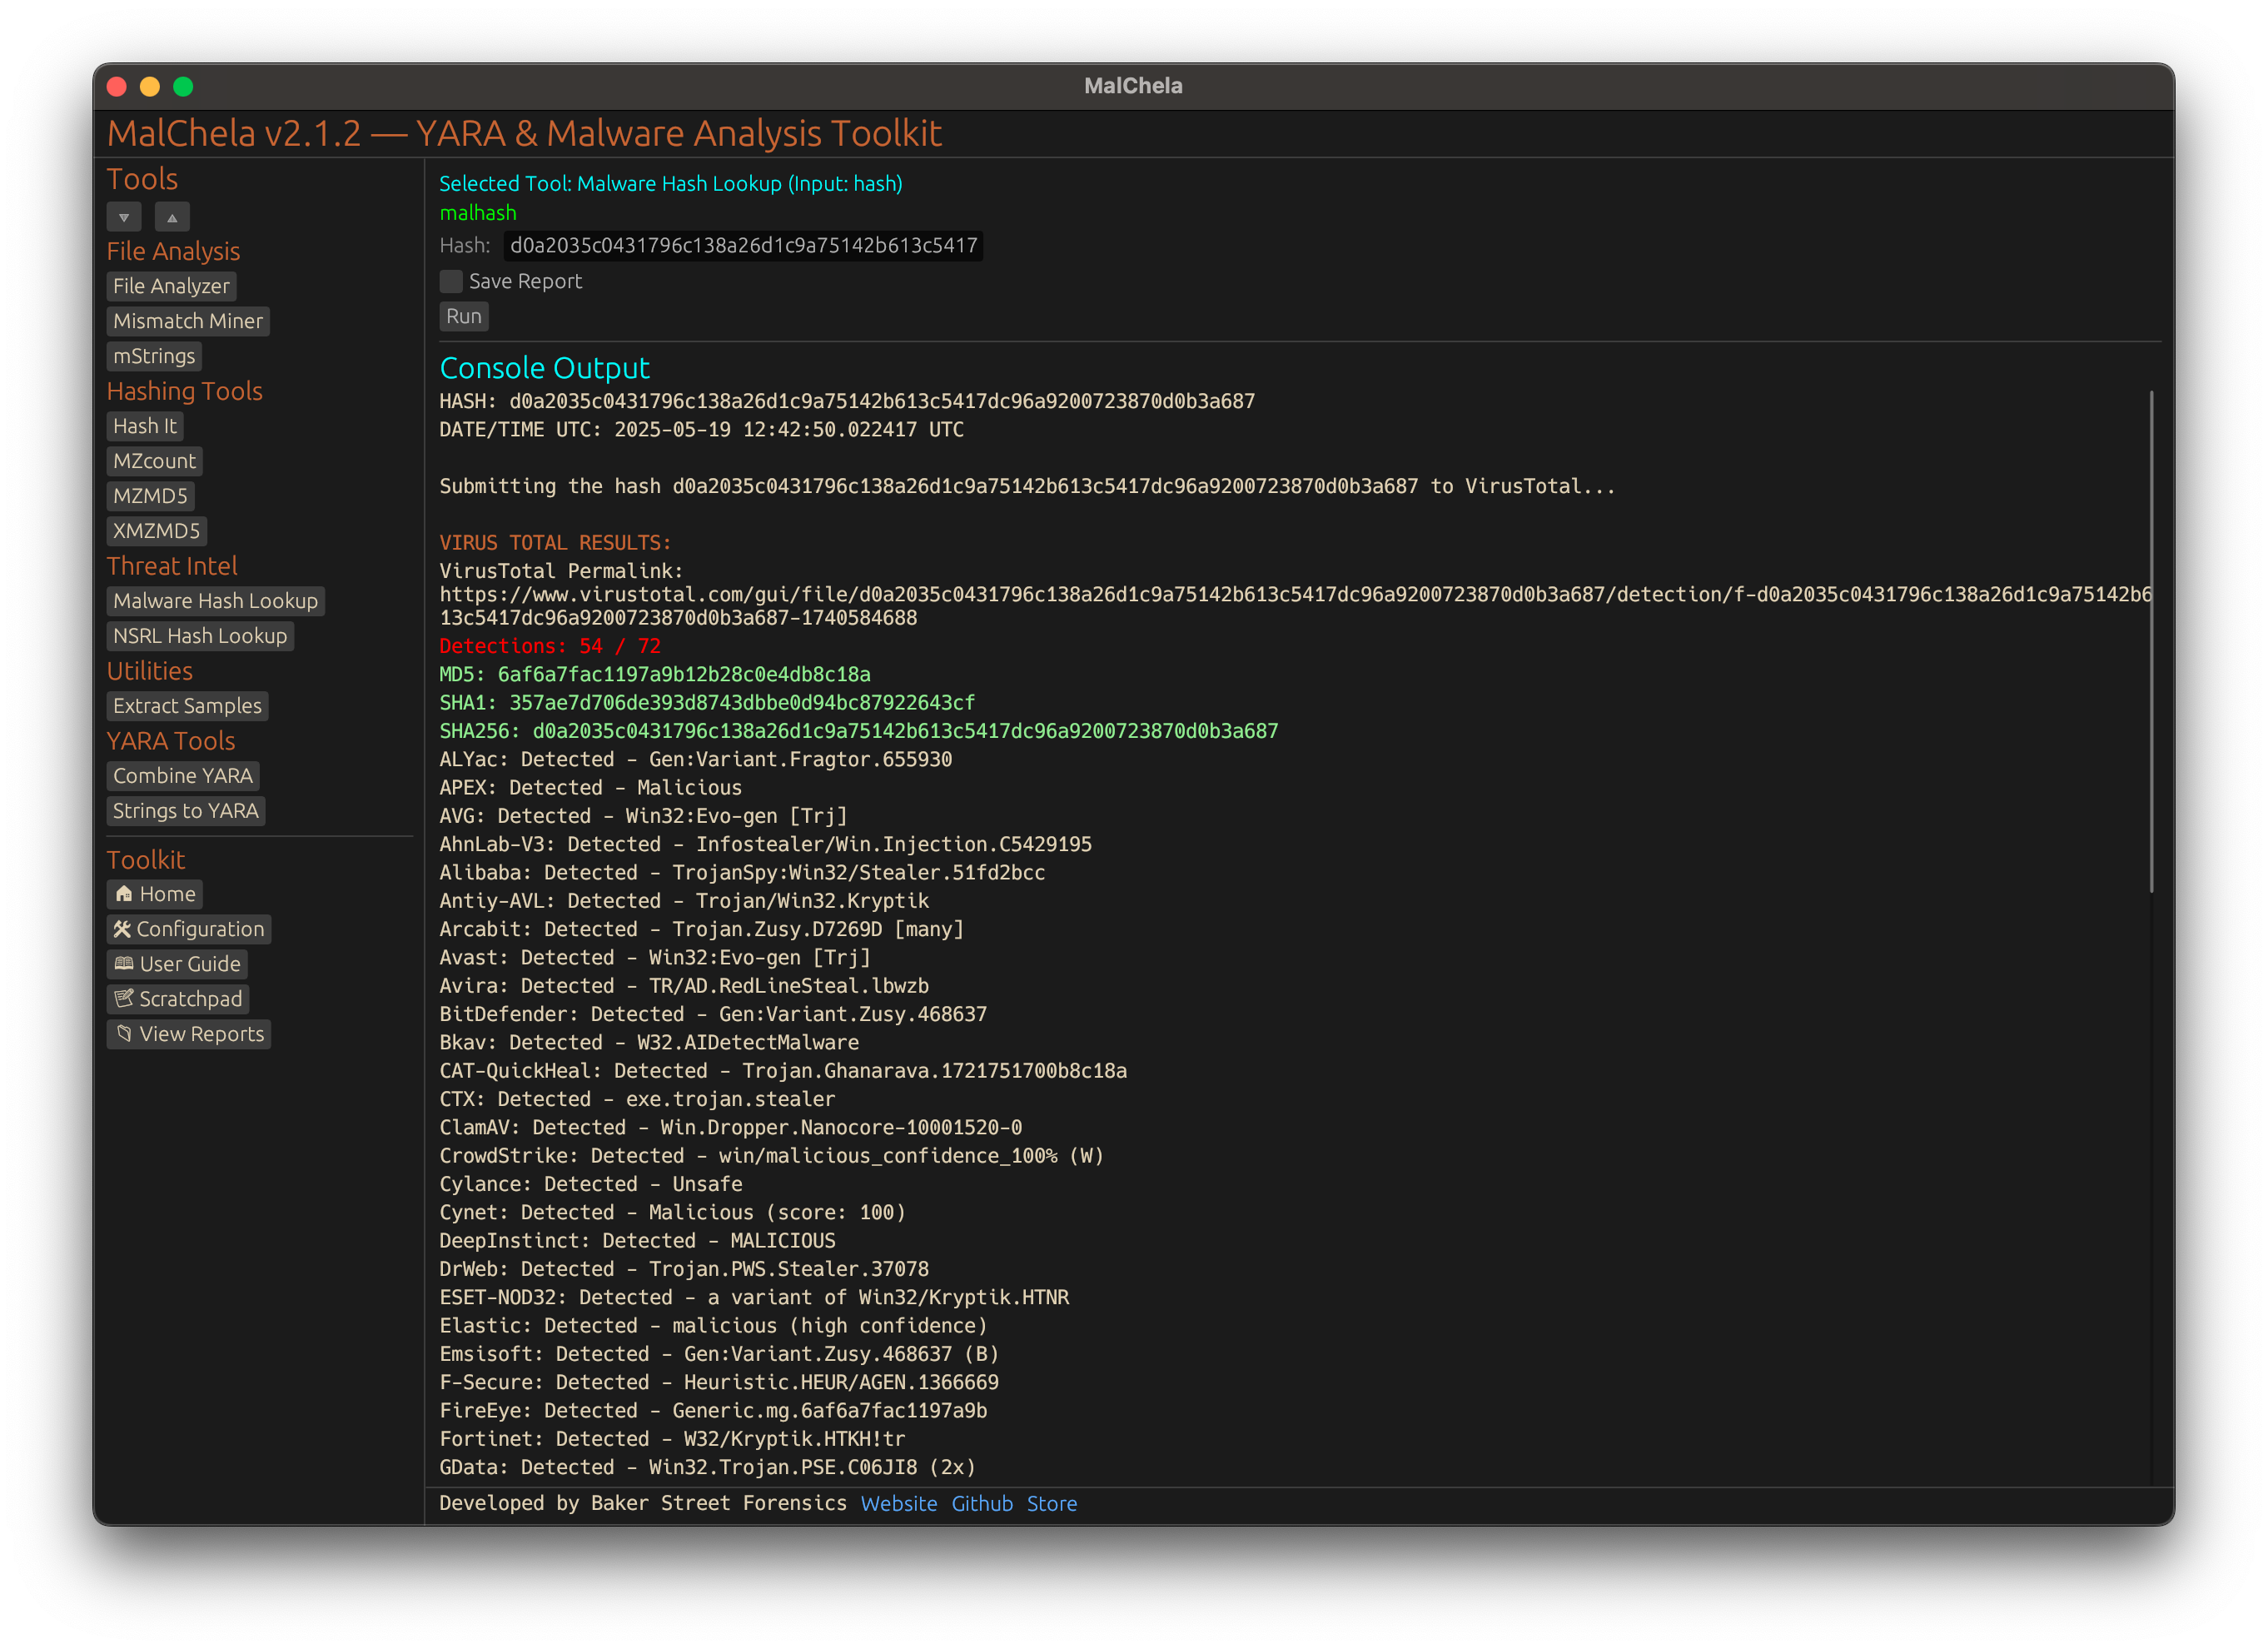 MalChela
MalChela v2.1.2 — YARA & Malware Analysis Toolkit
Tools
File Analysis
File Analyzer
Mismatch Miner
mStrings
Hashing Tools
Hash It
MZcount
MZMD5
XMZMD5
Threat Intel
Malware Hash Lookup
NSRL Hash Lookup
Utilities
Extract Samples
YARA Tools
Combine YARA
Strings to YARA
Toolkit
Home
Configuration
User Guide
Scratchpad
View Reports
Selected Tool: Malware Hash Lookup (Input: hash)
malhash
Hash: d0a2035c0431796c138a26d1c9a75142b613c5417
Save Report
Run
Console Output
HASH: d0a2035c0431796c138a26d1c9a75142b613c5417dc96a9200723870d0b3a687
DATE/TIME UTC: 2025-05-19 12:42:50.022417 UTC
Submitting the hash d0a2035c0431796c138a26d1c9a75142b613c5417dc96a9200723870d0b3a687 to VirusTotal...
VIRUS TOTAL RESULTS:
VirusTotal Permalink:
https://www.virustotal.com/gui/file/d0a2035c0431796c138a26d1c9a75142b613c5417dc96a9200723870d0b3a687/detection/f-d0a2035c0431796c138a26d1c9a75142b6
13c5417dc96a9200723870d0b3a687-1740584688
Detections: 54 / 72
MD5: 6af6a7fac1197a9b12b28c0e4db8c18a
SHA1: 357ae7d706de393d8743dbbe0d94bc87922643cf
SHA256: d0a2035c0431796c138a26d1c9a75142b613c5417dc96a9200723870d0b3a687
ALYac: Detected - Gen:Variant.Fragtor.655930
APEX: Detected - Malicious
AVG: Detected - Win32:Evo-gen [Trj]
AhnLab-V3: Detected - Infostealer/Win.Injection.C5429195
Alibaba: Detected - TrojanSpy:Win32/Stealer.51fd2bcc
Antiy-AVL: Detected - Trojan/Win32.Kryptik
Arcabit: Detected - Trojan.Zusy.D7269D [many]
Avast: Detected - Win32:Evo-gen [Trj]
Avira: Detected - TR/AD.RedLineSteal.lbwzb
BitDefender: Detected - Gen:Variant.Zusy.468637
Bkav: Detected - W32.AIDetectMalware
CAT-QuickHeal: Detected - Trojan.Ghanarava.1721751700b8c18a
CTX: Detected - exe.trojan.stealer
ClamAV: Detected - Win.Dropper.Nanocore-10001520-0
CrowdStrike: Detected - win/malicious_confidence_100% (W)
Cylance: Detected - Unsafe
Cynet: Detected - Malicious (score: 100)
DeepInstinct: Detected - MALICIOUS
DrWeb: Detected - Trojan.PWS.Stealer.37078
ESET-NOD32: Detected - a variant of Win32/Kryptik.HTNR
Elastic: Detected - malicious (high confidence)
Emsisoft: Detected - Gen:Variant.Zusy.468637 (B)
F-Secure: Detected - Heuristic.HEUR/AGEN.1366669
FireEye: Detected - Generic.mg.6af6a7fac1197a9b
Fortinet: Detected - W32/Kryptik.HTKH!tr
GData: Detected - Win32.Trojan.PSE.C06JI8 (2x)
Developed by Baker Street Forensics Website Github Store